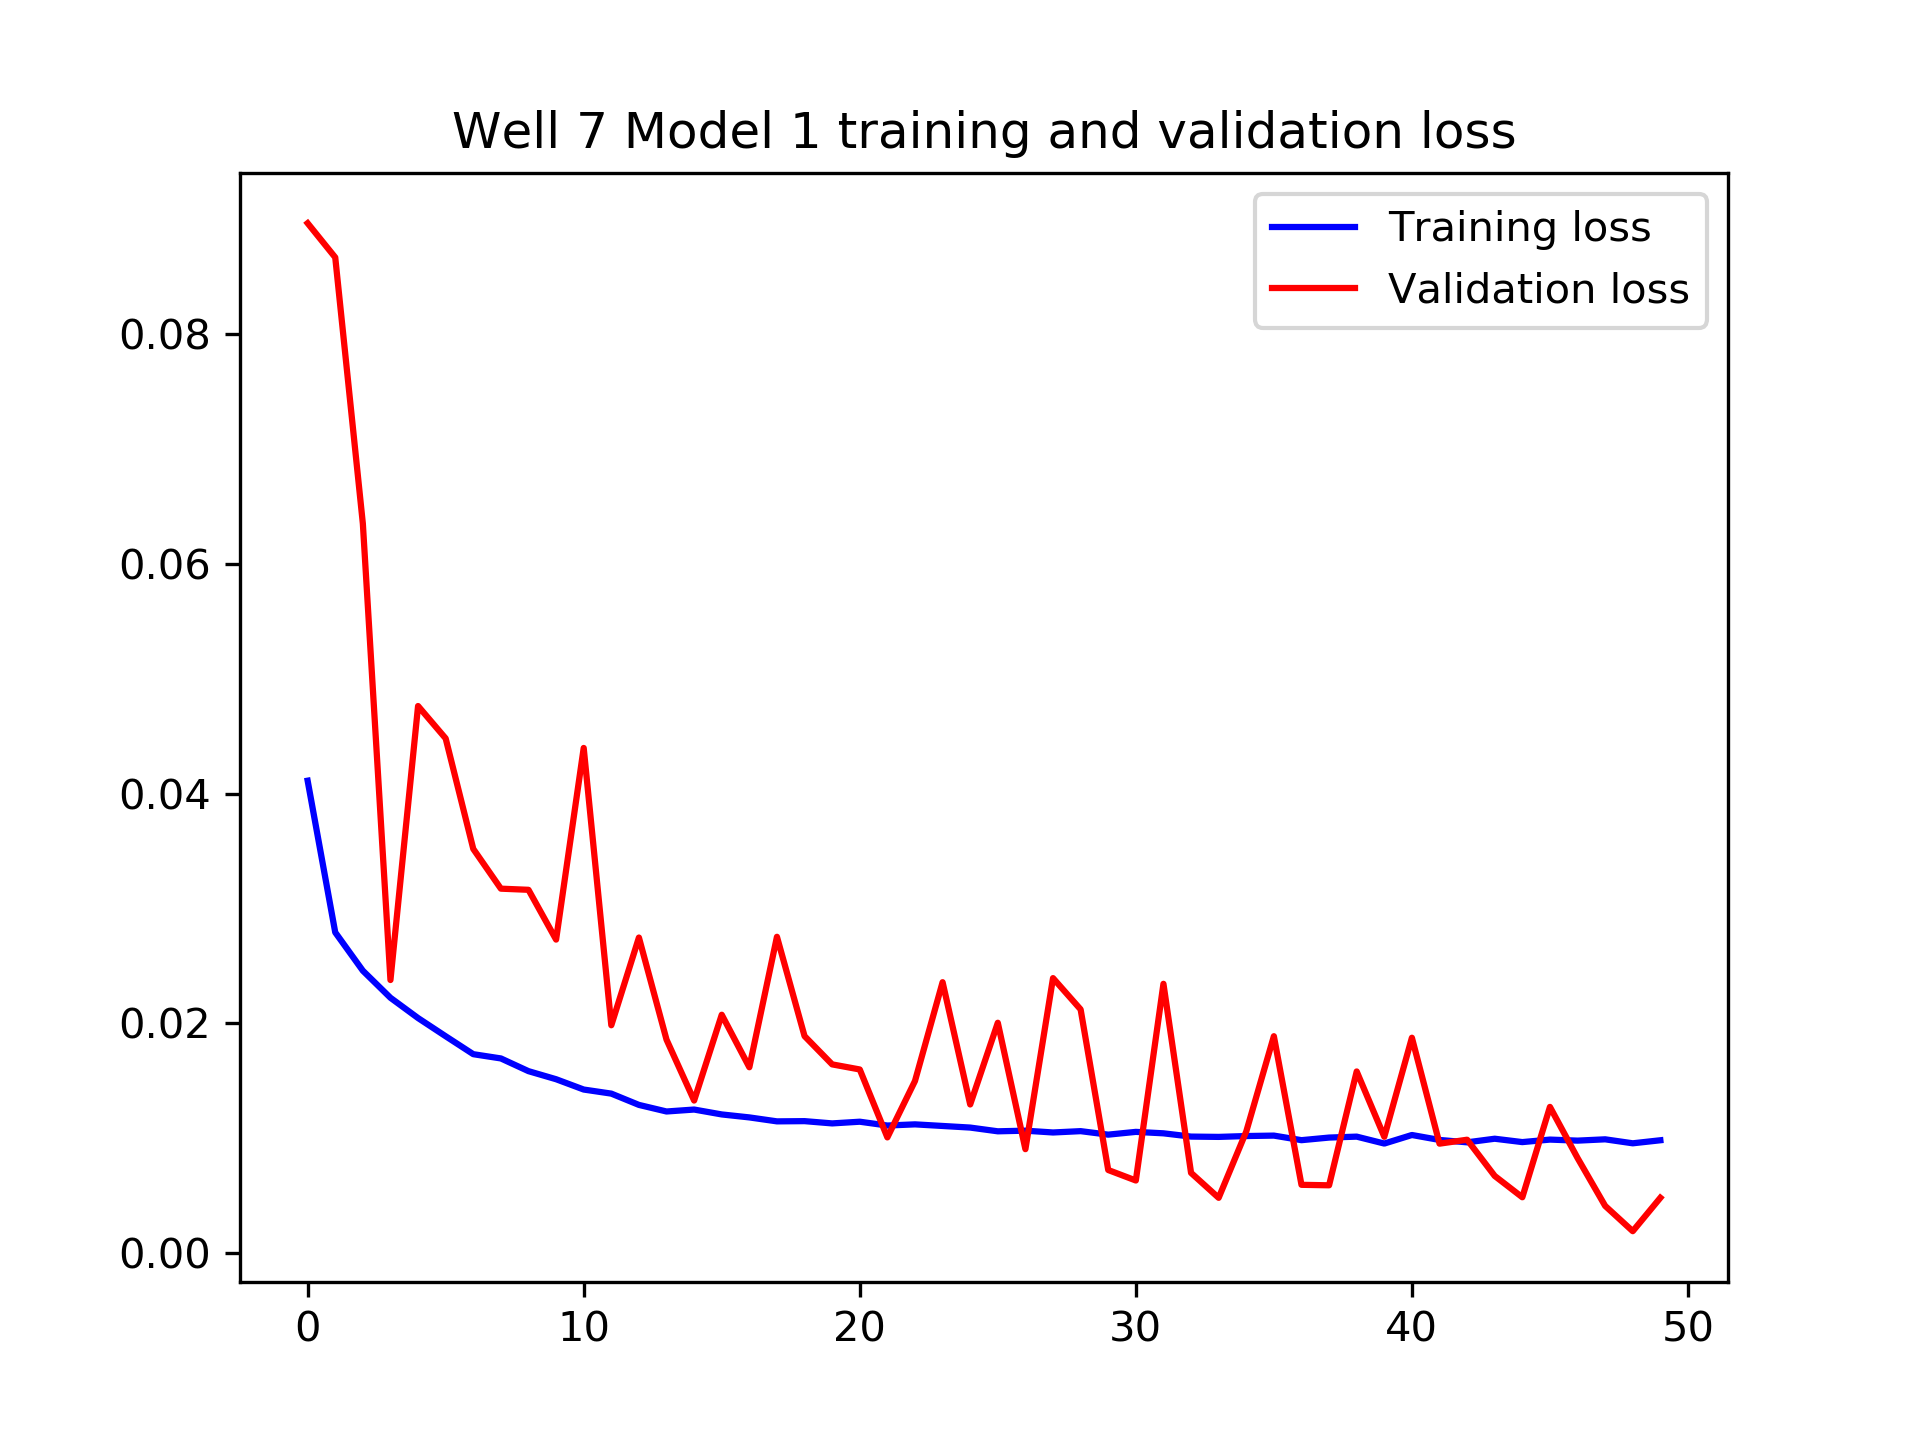 Well 7 Model 1 training and validation loss
Training loss
Validation loss
0.08
0.06
0.04
0.02
0.00
0 10 20 30 40 50